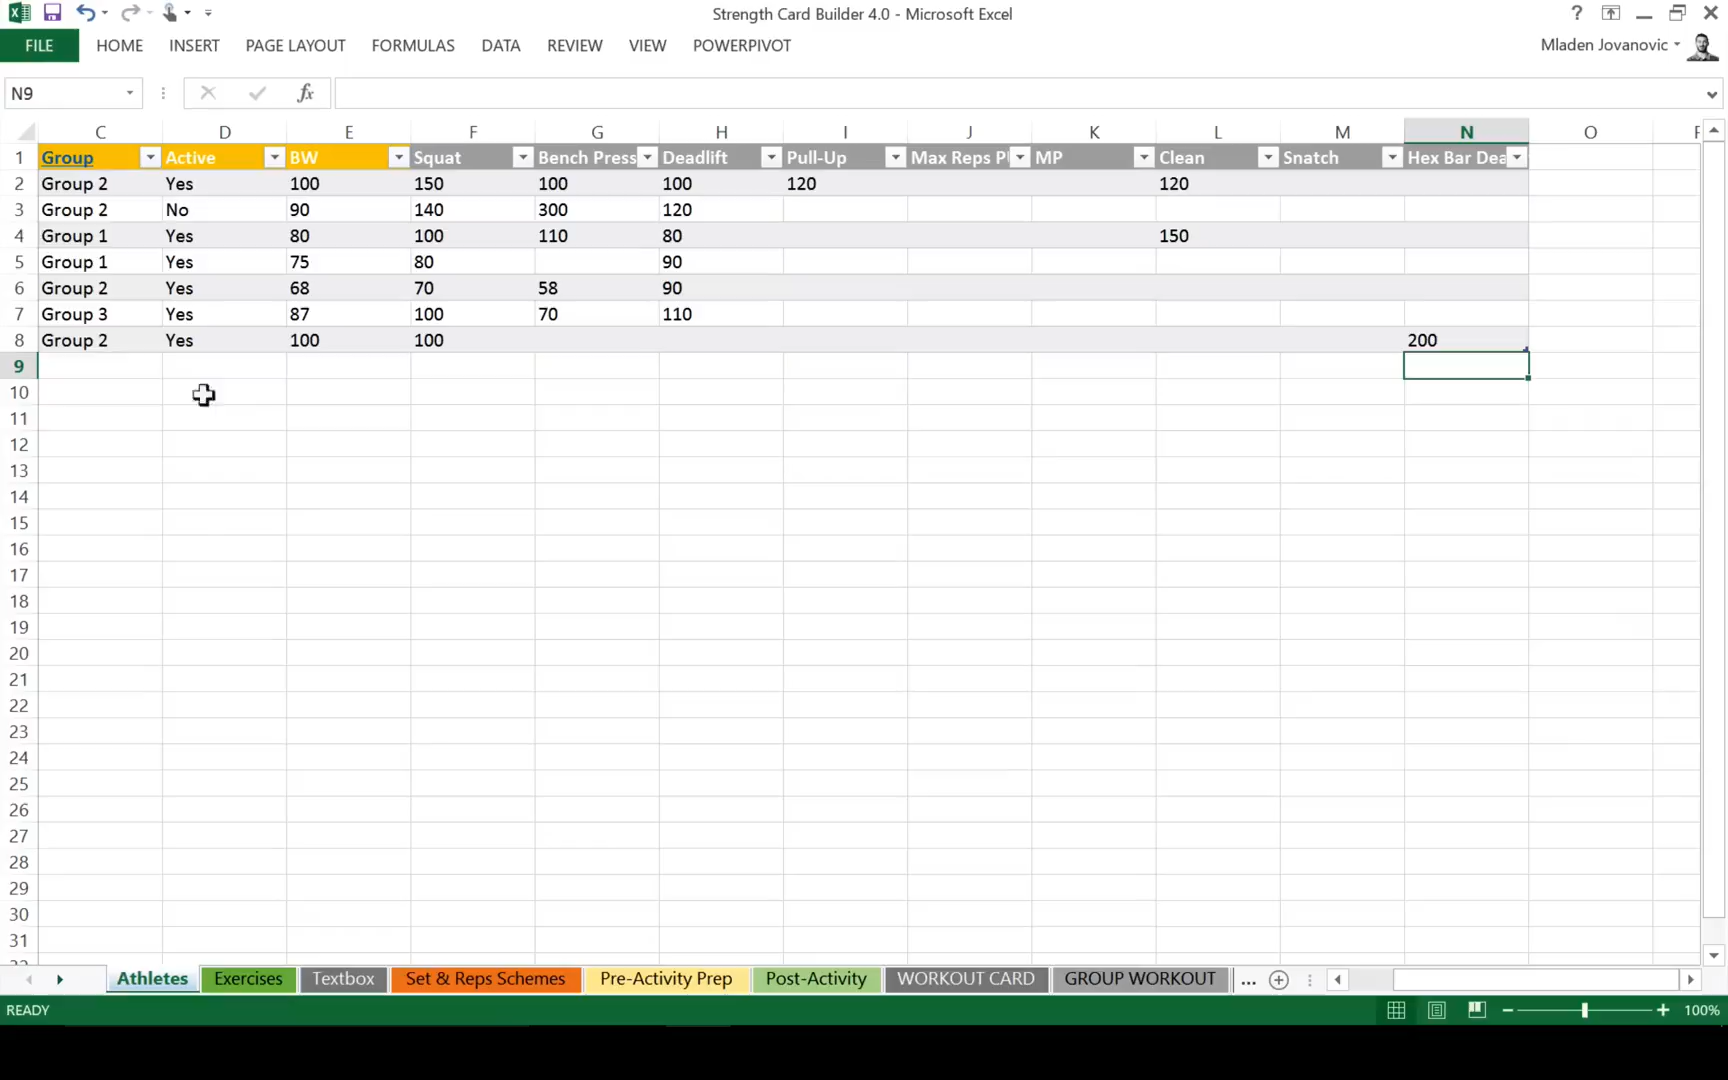 Strength Card Builder 4.0 - Microsoft Excel
?
FILE HOME INSERT PAGE LAYOUT FORMULAS DATA REVIEW VIEW POWERPIVOT
Mladen Jovanovic
N9
fx
C D E F G H I J K L M N O
1 Group Active BW Squat Bench Press Deadlift Pull-Up Max Reps MP Clean Snatch Hex Bar Dea
2 Group 2 Yes 100 150 100 100 120 120
3 Group 2 No 90 140 300 120
4 Group 1 Yes 80 100 110 80 150
5 Group 1 Yes 75 80 90
6 Group 2 Yes 68 70 58 90
7 Group 3 Yes 87 100 70 110
8 Group 2 Yes 100 100 200
9
10
11
12
13
14
15
16
17
18
19
20
21
22
23
24
25
26
27
28
29
30
31
Athletes Exercises Textbox Set & Reps Schemes Pre-Activity Prep Post-Activity WORKOUT CARD GROUP WORKOUT ...
READY
100%